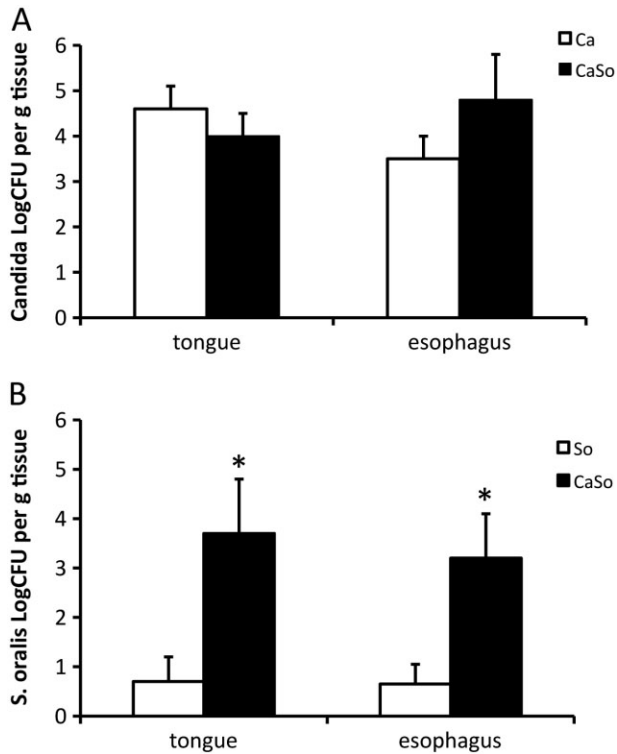 A
Candida LogCFU per g tissue
6
5
4
3
2
1
0
Ca
CaSo
tongue
esophagus
B
S. oralis LogCFU per g tissue
6
5
4
3
2
1
0
So
CaSo
*
*
tongue
esophagus